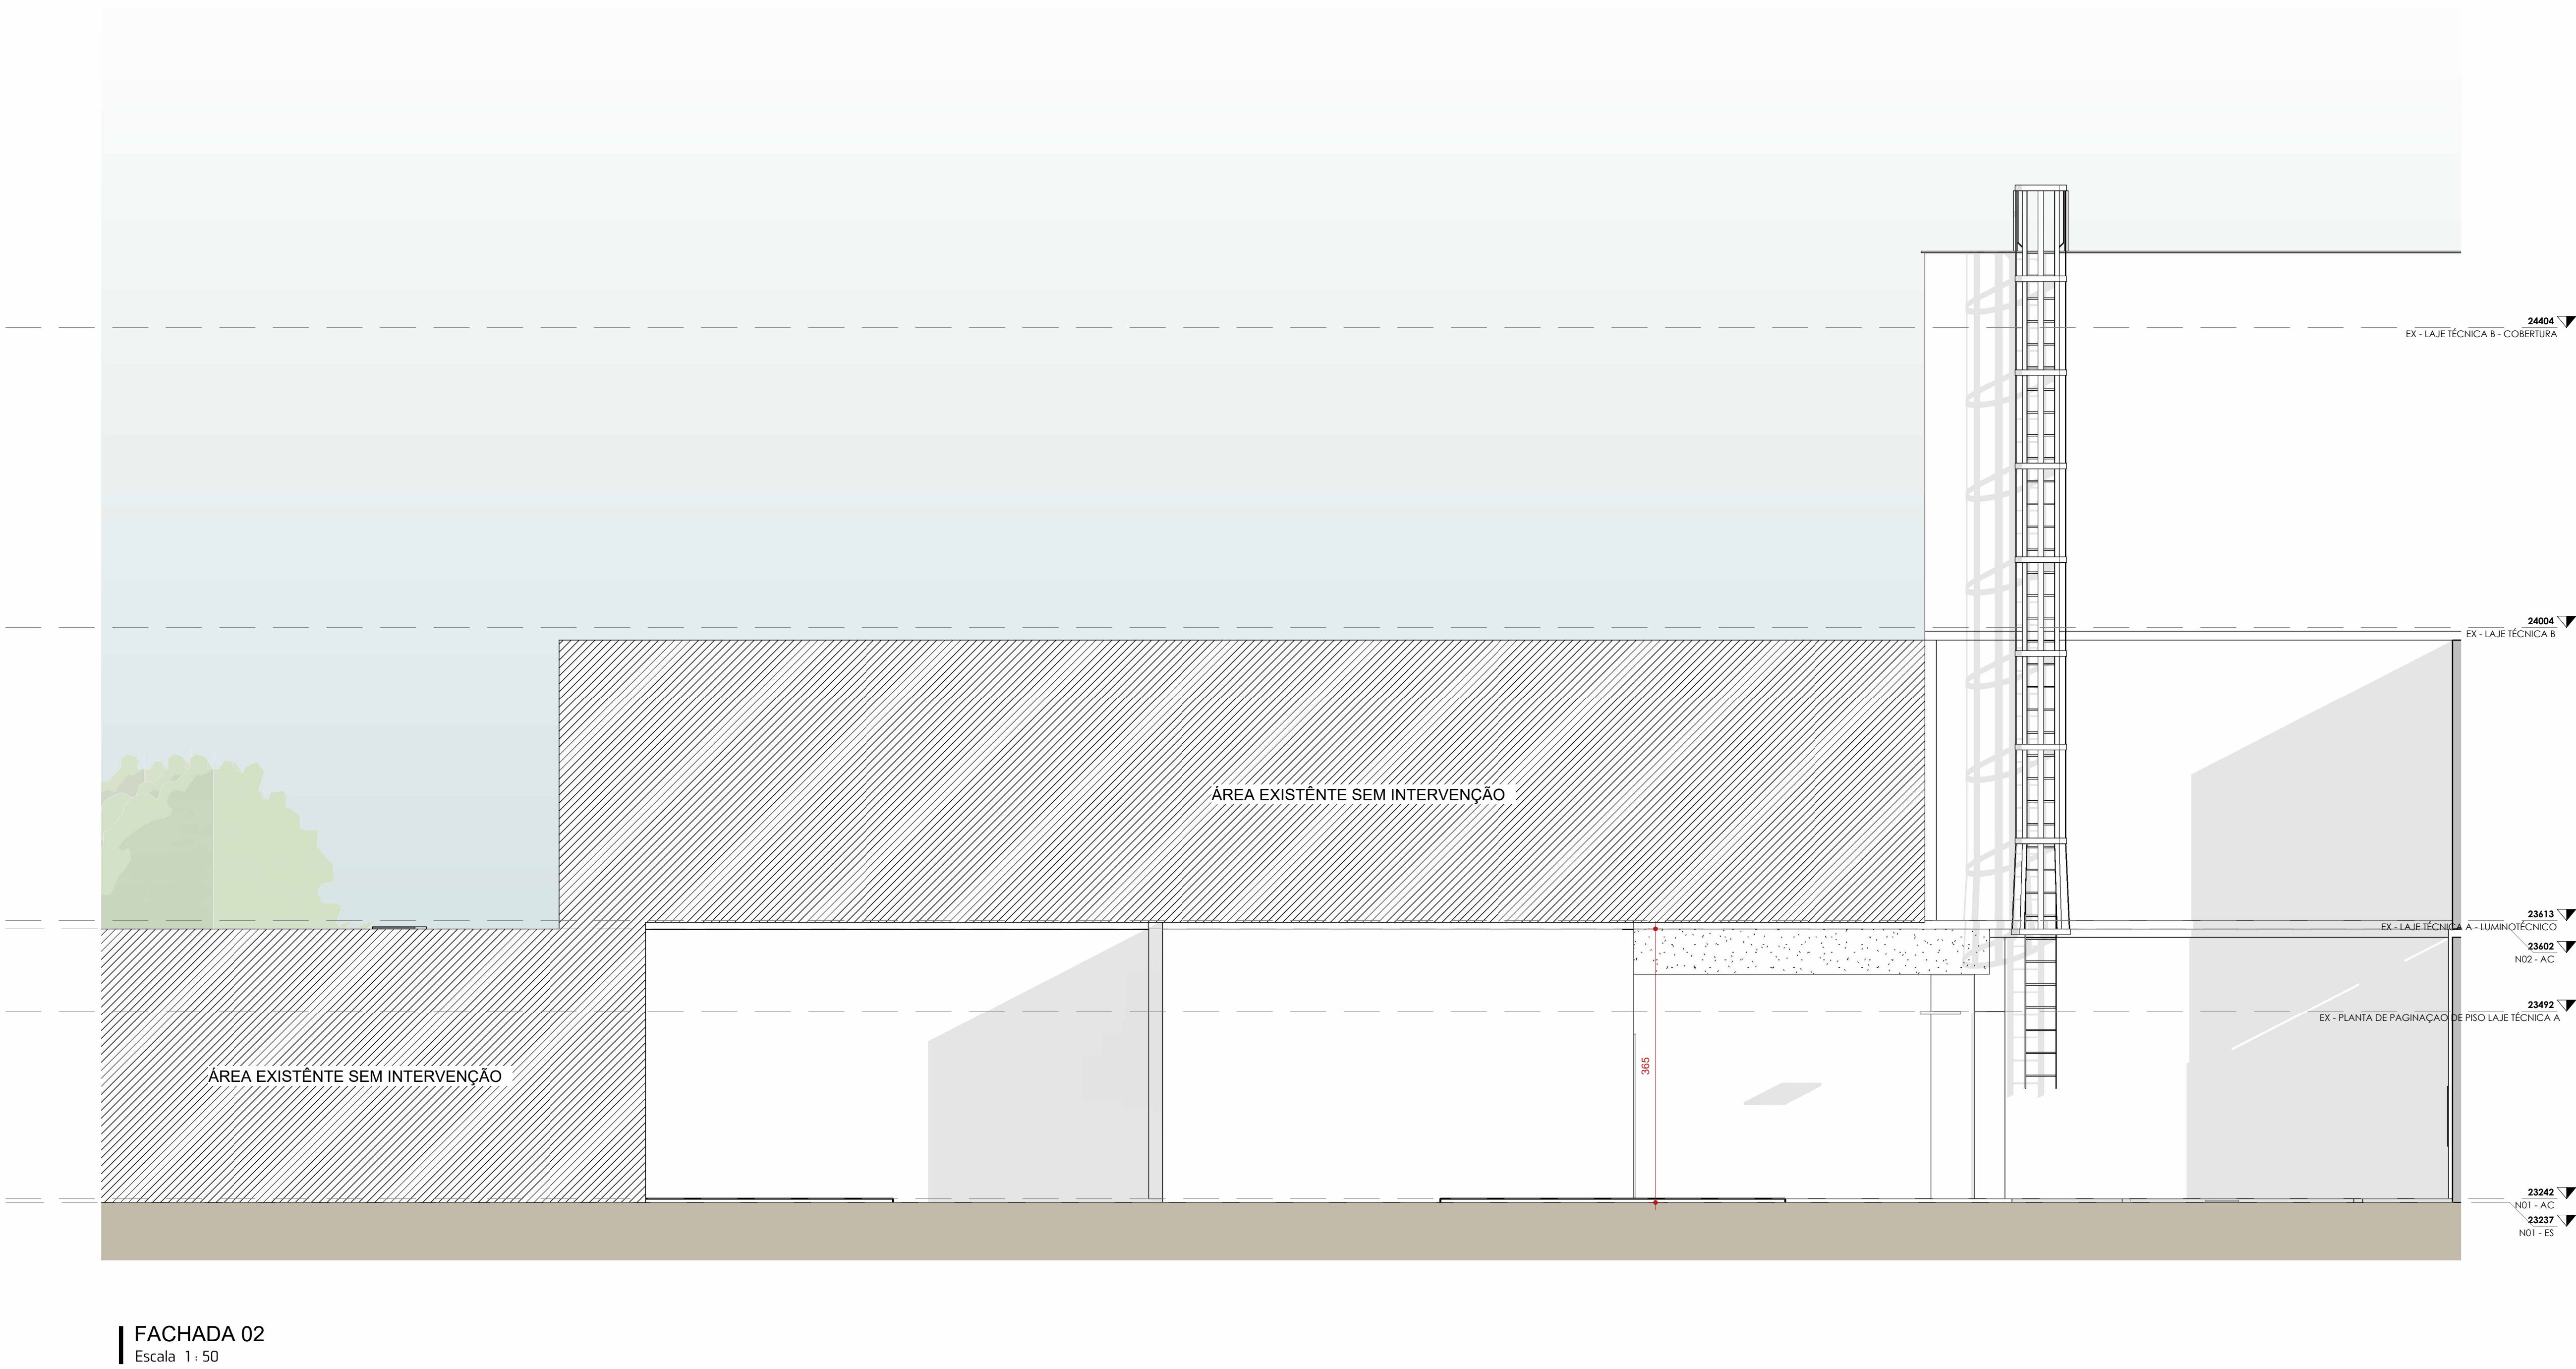 24404
EX - LAJE TÉCNICA B - COBERTURA
24004
EX - LAJE TÉCNICA B
ÁREA EXISTÊNTE SEM INTERVENÇÃO
23613
EX - LAJE TÉCNICA A - LUMINOTÉCNICO
23602
N02 - AC
23492
EX - PLANTA DE PAGINAÇAO DE PISO LAJE TÉCNICA A
365
ÁREA EXISTÊNTE SEM INTERVENÇÃO
23242
N01 - AC
23237
N01 - ES
FACHADA 02
Escala 1 : 50